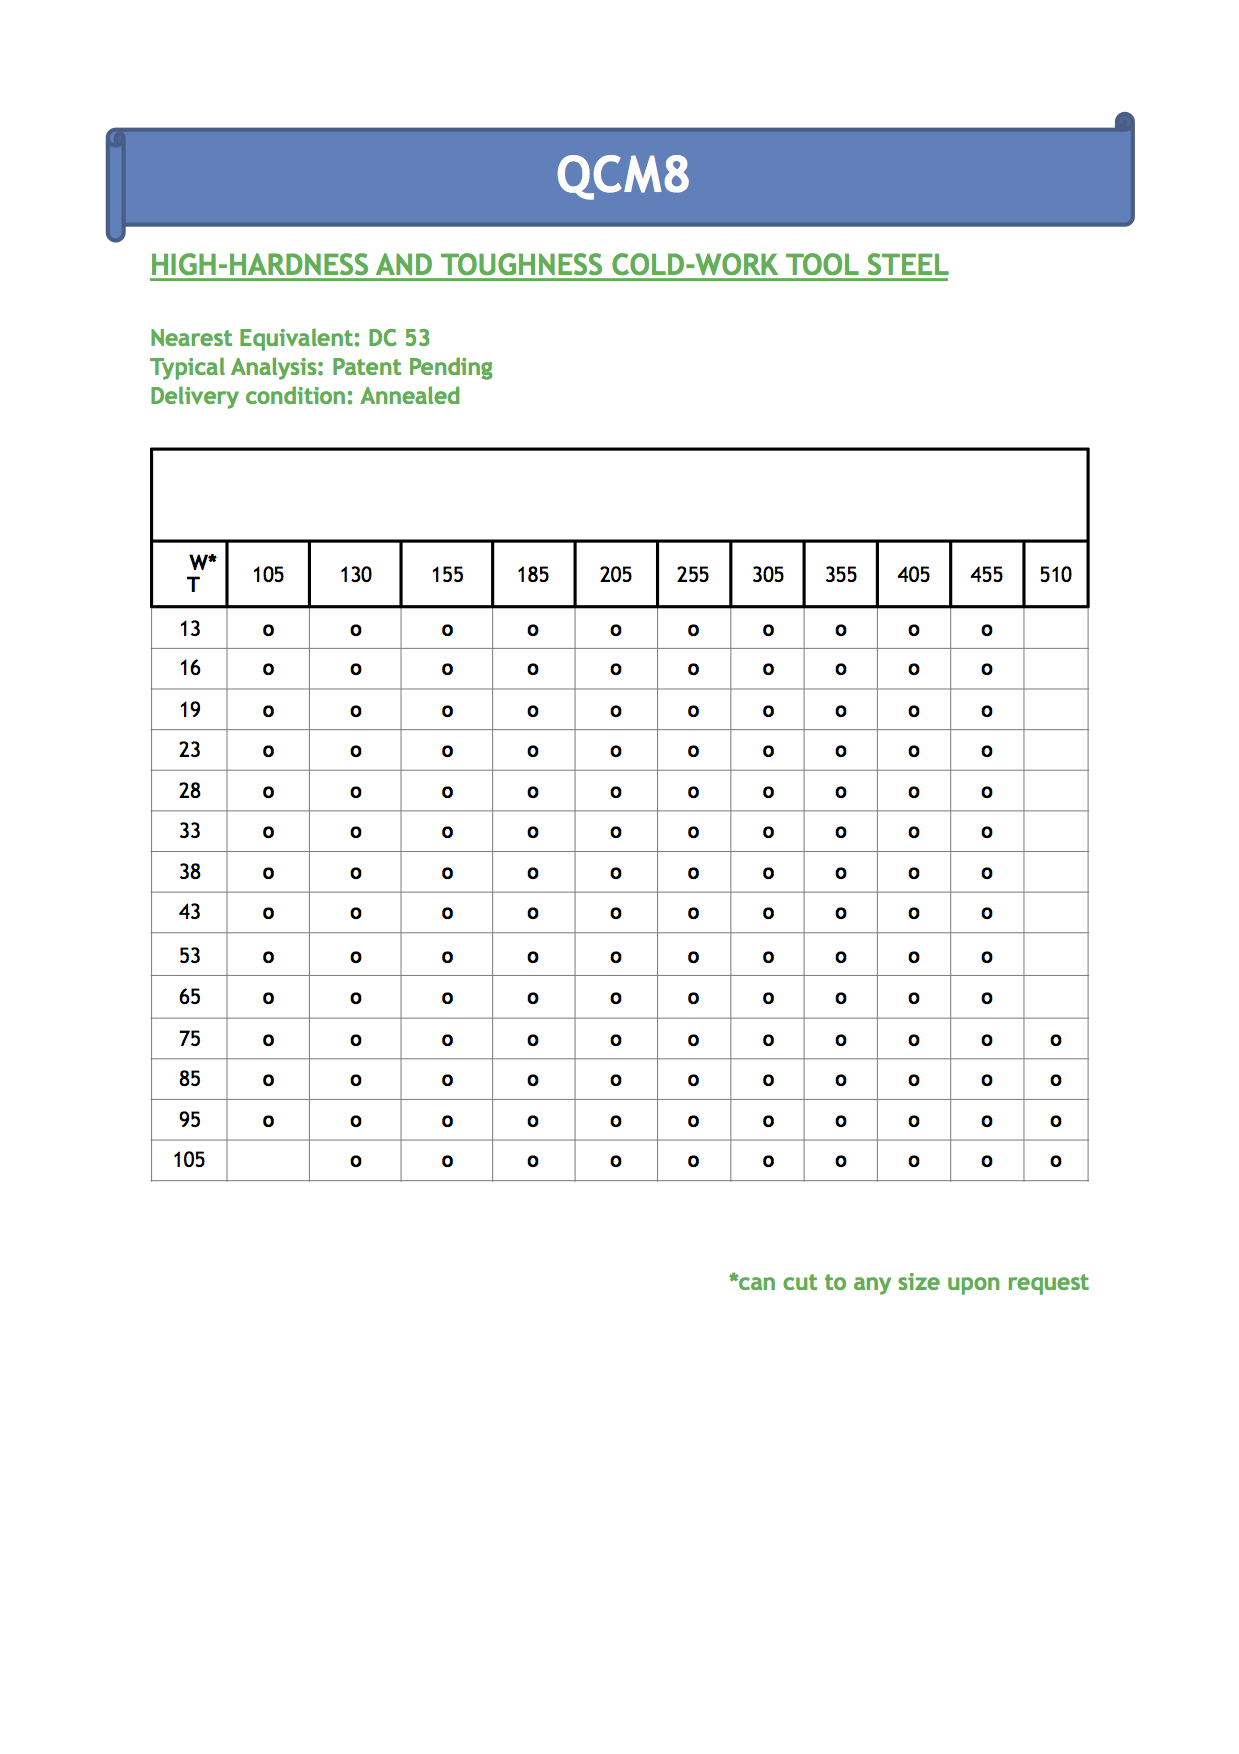 QCM8
HIGH-HARDNESS AND TOUGHNESS COLD-WORK TOOL STEEL
Nearest Equivalent: DC 53
Typical Analysis: Patent Pending
Delivery condition: Annealed
W*
T 105 130 155 185 205 255 305 355 405 455 510
13 o o o o o o o o o o
16 o o o o o o o o o o
19 o o o o o o o o o o
23 o o o o o o o o o o
28 o o o o o o o o o o
33 o o o o o o o o o o
38 o o o o o o o o o o
43 o o o o o o o o o o
53 o o o o o o o o o o
65 o o o o o o o o o o
75 o o o o o o o o o o o
85 o o o o o o o o o o o
95 o o o o o o o o o o o
105 o o o o o o o o o o
*can cut to any size upon request